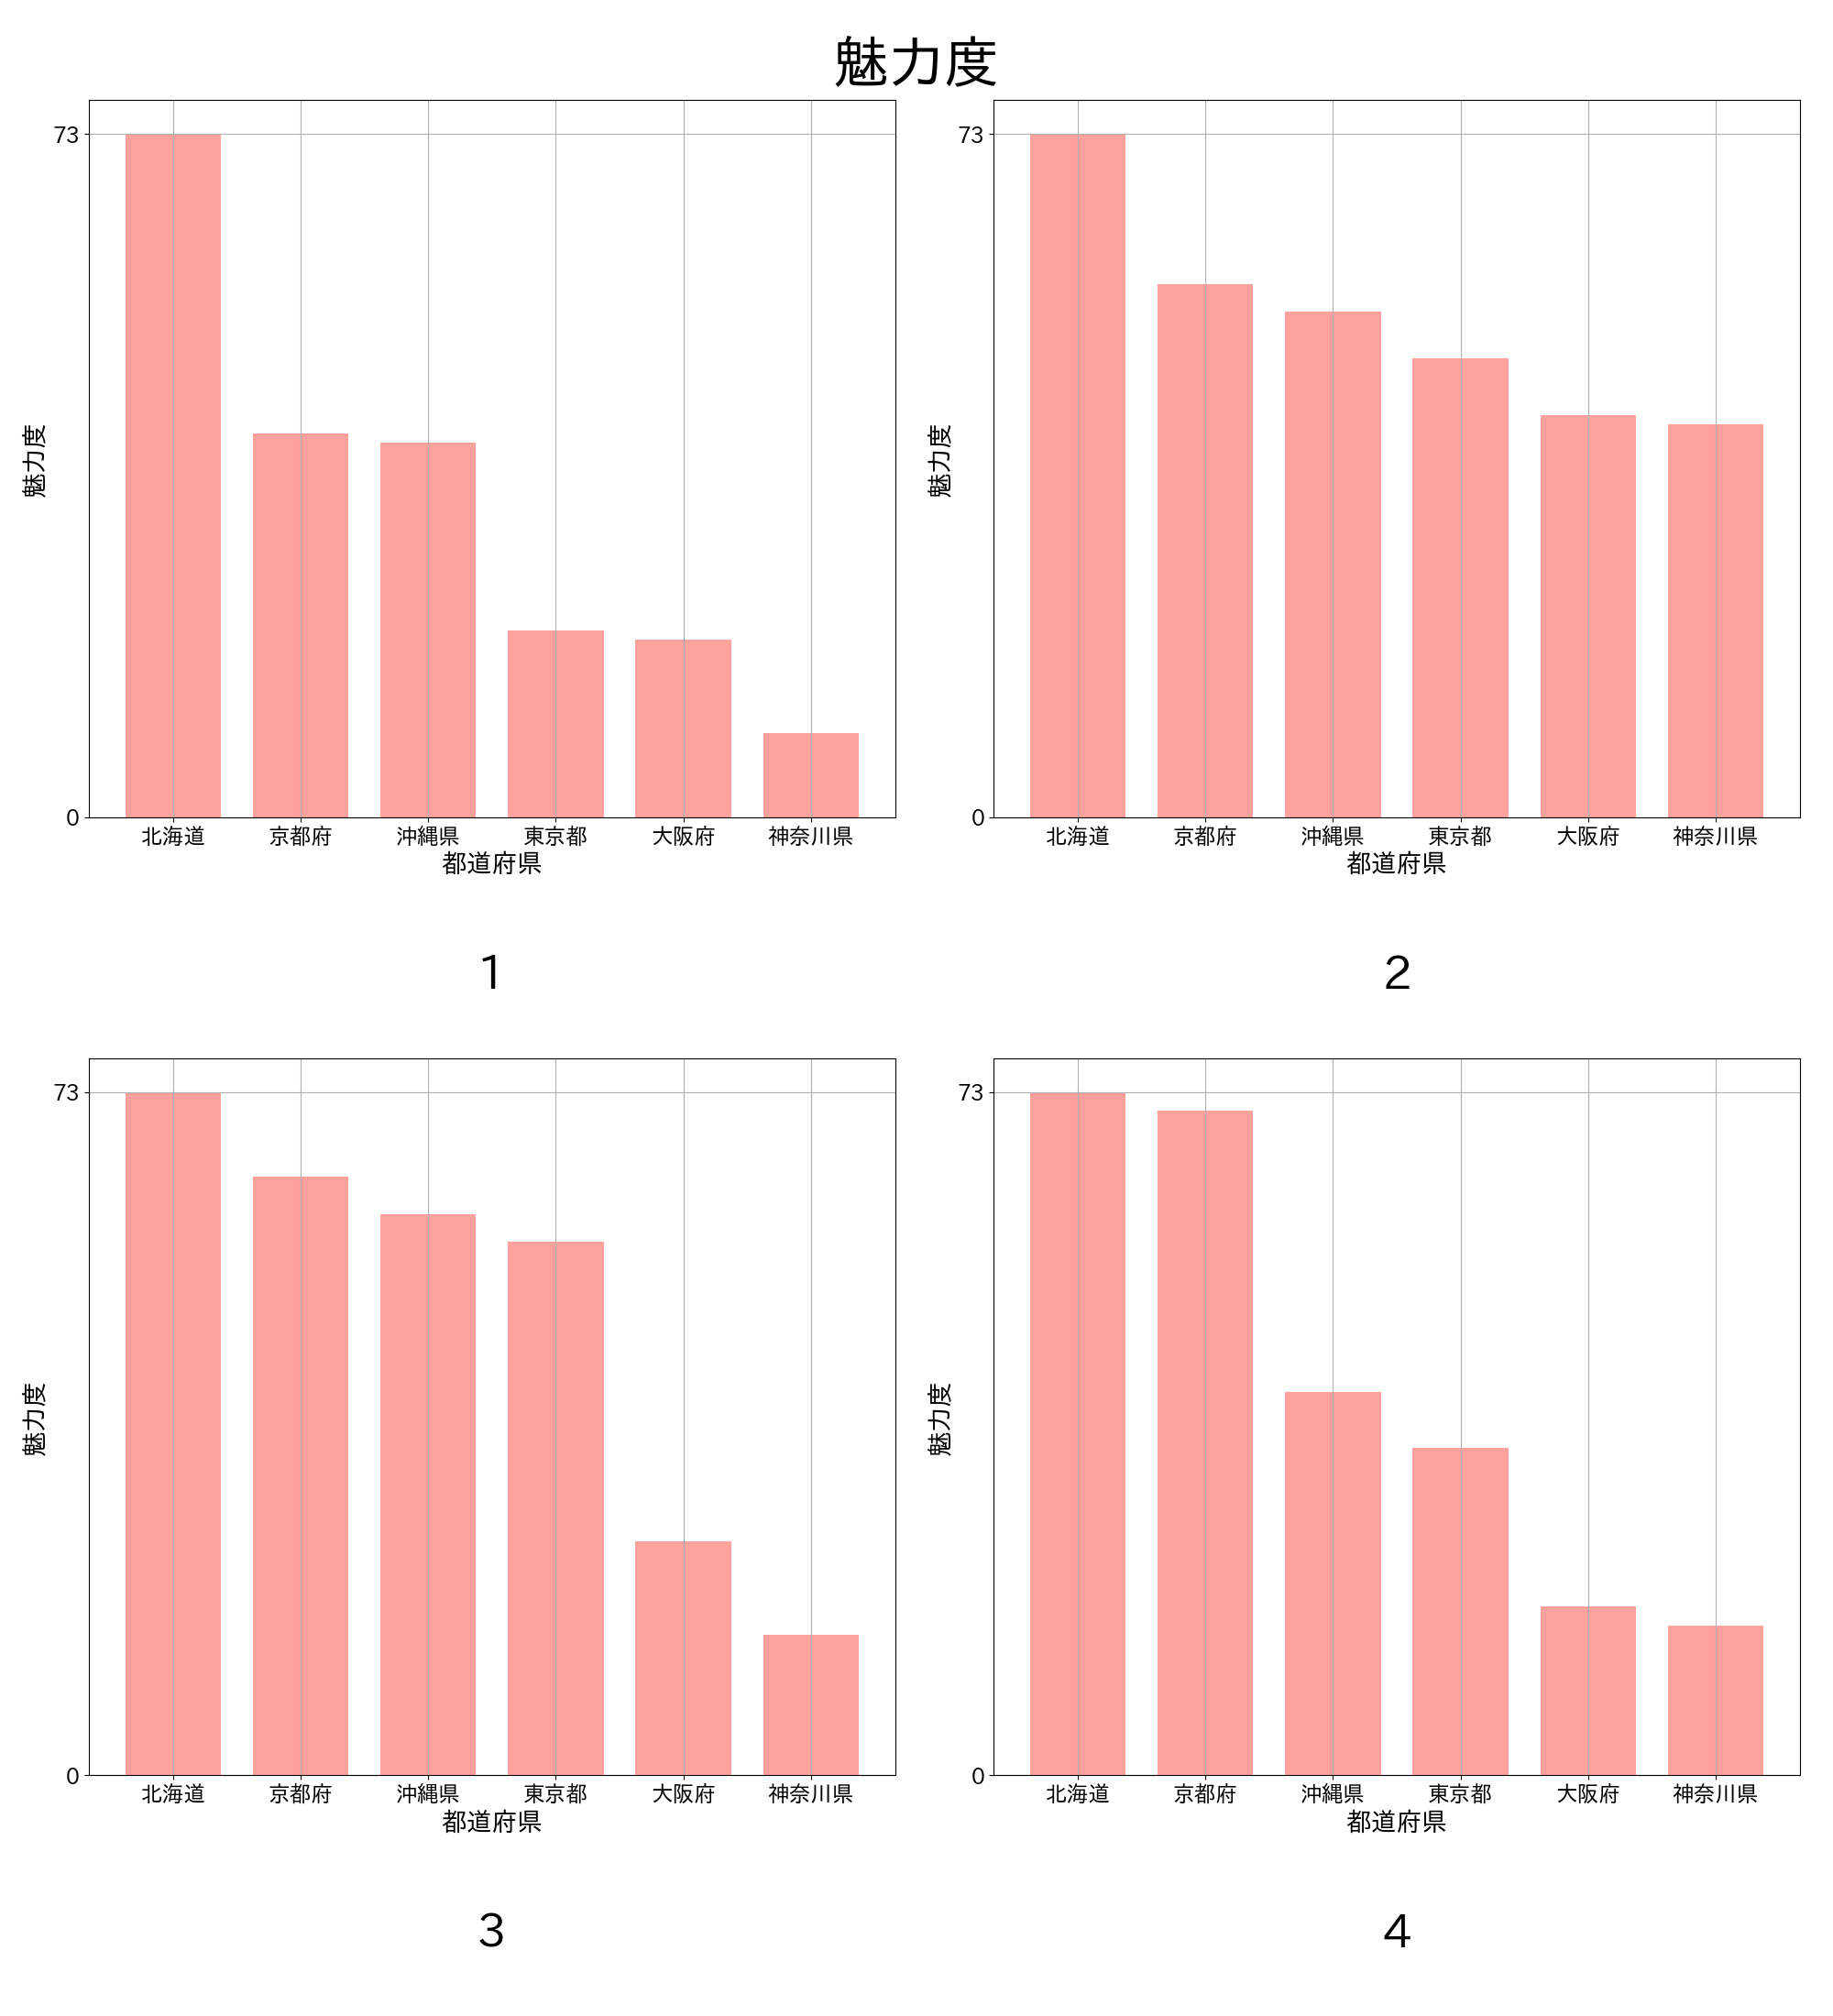 魅力度
73
0
魅力度
北海道 京都府 沖縄県 東京都 大阪府 神奈川県
都道府県
1
73
0
魅力度
北海道 京都府 沖縄県 東京都 大阪府 神奈川県
都道府県
2
73
0
魅力度
北海道 京都府 沖縄県 東京都 大阪府 神奈川県
都道府県
3
73
0
魅力度
北海道 京都府 沖縄県 東京都 大阪府 神奈川県
都道府県
4